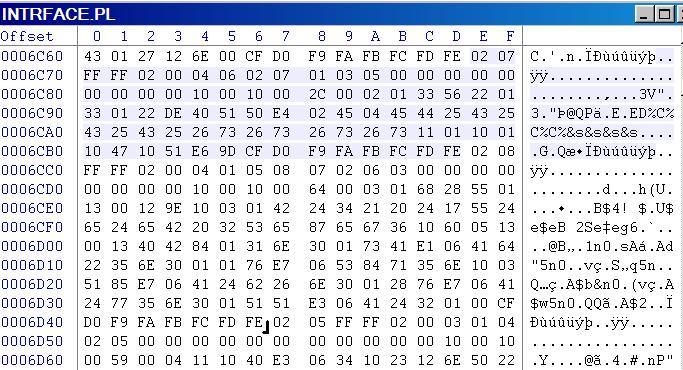 INTRFACE.PL
Offset 0 1 2 3 4 5 6 7 8 9 A B C D E F
0006C60 43 01 27 12 6E 00 CF D0 F9 FA FB FC FD FE 02 07 C.'.n.ÏÐùúûüýþ..
0006C70 FF FF 02 00 04 06 02 07 01 03 05 00 00 00 00 00 ÿÿ..............
0006C80 00 00 00 00 10 00 10 00 2C 00 02 01 33 56 22 01 ........,...3V".
0006C90 33 01 22 DE 40 51 50 E4 02 45 04 45 44 25 43 25 3."Þ@QPä.E.ED%C%
0006CA0 43 25 43 25 26 73 26 73 26 73 26 73 11 01 10 01 C%C%&s&s&s&s....
0006CB0 10 47 10 51 E6 9D CF D0 F9 FA FB FC FD FE 02 08 .G.Qæ•ÏÐùúûüýþ..
0006CC0 FF FF 02 00 04 01 05 08 07 02 06 03 00 00 00 00 ÿÿ..............
0006CD0 00 00 00 00 10 00 10 00 64 00 03 01 68 28 55 01 ........d...h(U.
0006CE0 13 00 12 9E 10 03 01 42 24 34 21 20 24 17 55 24 ...•...B$4! $.U$
0006CF0 65 24 65 42 20 32 53 65 87 65 67 36 10 60 05 13 e$eB 2Se‡eg6.`..
0006D00 00 13 40 42 84 01 31 6E 30 01 73 41 E1 06 41 64 ..@B„.1n0.sAá.Ad
0006D10 22 35 6E 30 01 01 76 E7 06 53 84 71 35 6E 10 03 "5n0..vç.S„q5n..
0006D20 51 85 E7 06 41 24 62 26 6E 30 01 28 76 E7 06 41 Q…ç.A$b&n0.(vç.A
0006D30 24 77 35 6E 30 01 51 51 E3 06 41 24 32 01 00 CF $w5n0.QQã.A$2..Ï
0006D40 D0 F9 FA FB FC FD FE 02 05 FF FF 02 00 03 01 04 Ðùúûüýþ..ÿÿ.....
0006D50 02 05 00 00 00 00 00 00 00 00 00 00 00 10 00 10 ................
0006D60 00 59 00 04 11 10 40 E3 06 34 10 23 12 6E 50 22 .Y....@ã.4.#.nP"